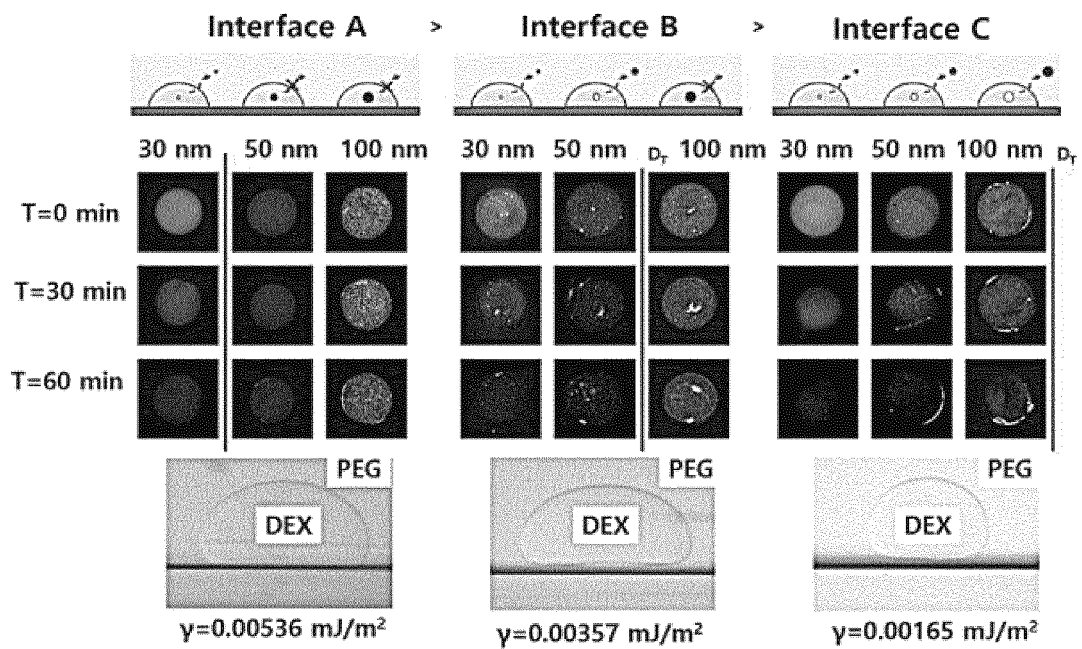 Interface A > Interface B > Interface C
30 nm 50 nm 100 nm 30 nm 50 nm D_T 100 nm 30 nm 50 nm 100 nm D_T
T=0 min
T=30 min
T=60 min
PEG PEG PEG
DEX DEX DEX
γ=0.00536 mJ/m² γ=0.00357 mJ/m² γ=0.00165 mJ/m²